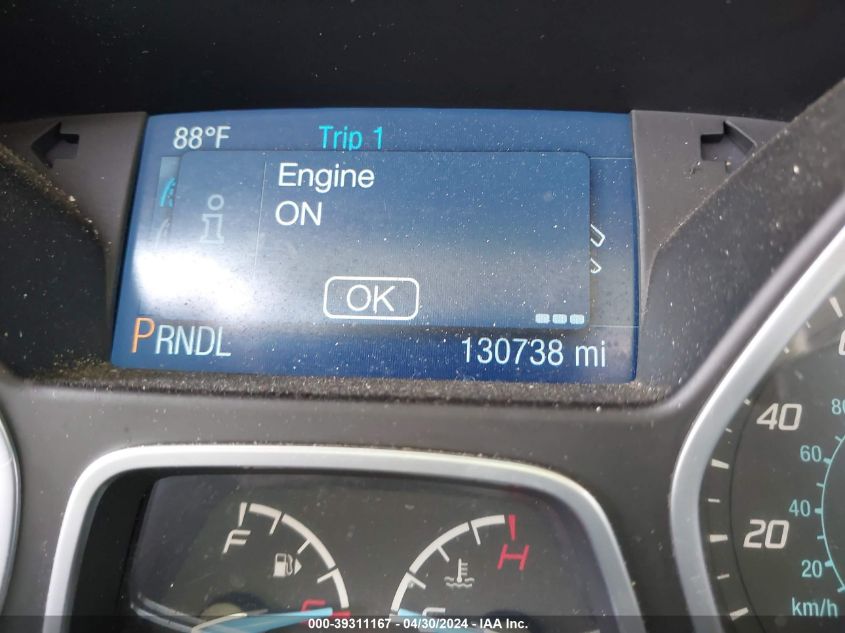 88°F
Trip 1
Engine
ON
OK
PRNDL
130738 mi
F
H
40
20
80
60
40
20
km/h
000-39311167 - 04/30/2024 - IAA Inc.